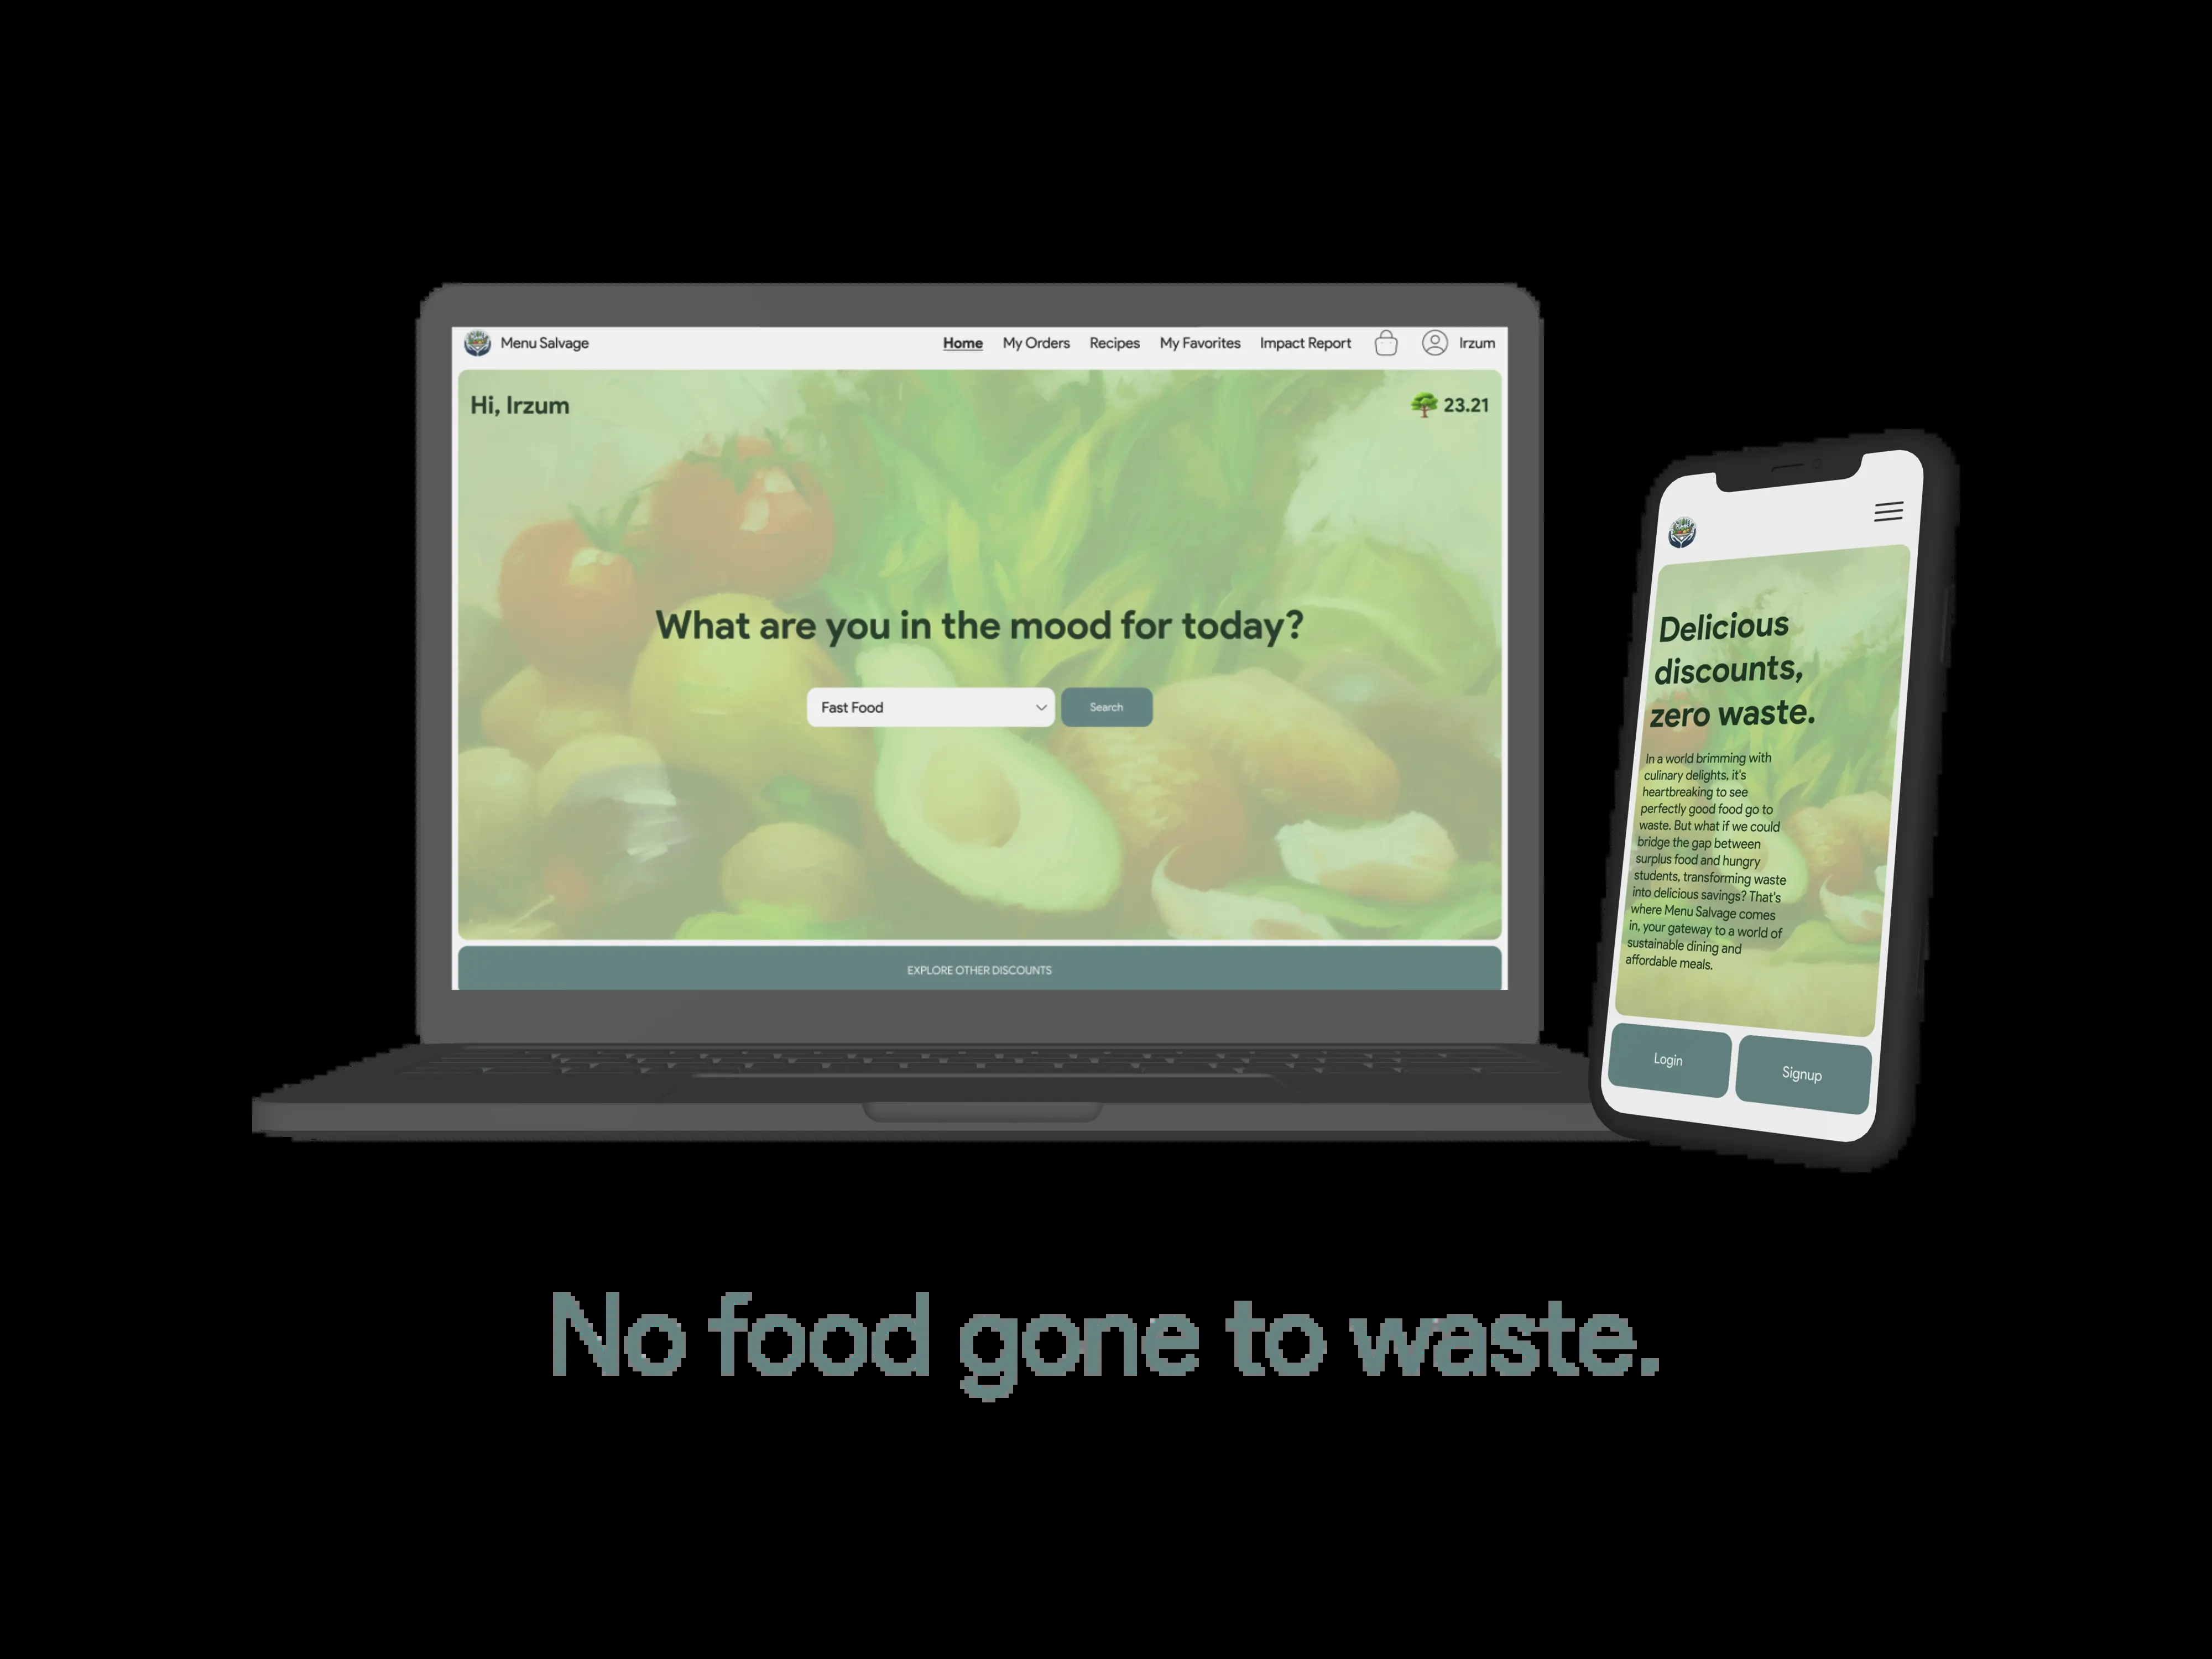 Menu Salvage
Home My Orders Recipes My Favorites Impact Report Irzum
Hi, Irzum
23.21
What are you in the mood for today?
Fast Food
Search
EXPLORE OTHER DISCOUNTS
Delicious
discounts,
zero waste.
In a world brimming with
culinary delights, it's
heartbreaking to see
perfectly good food go to
waste. But what if we could
bridge the gap between
surplus food and hungry
students, transforming waste
into delicious savings? That's
where Menu Salvage comes
in, your gateway to a world of
sustainable dining and
affordable meals.
Login
Signup
No food gone to waste.